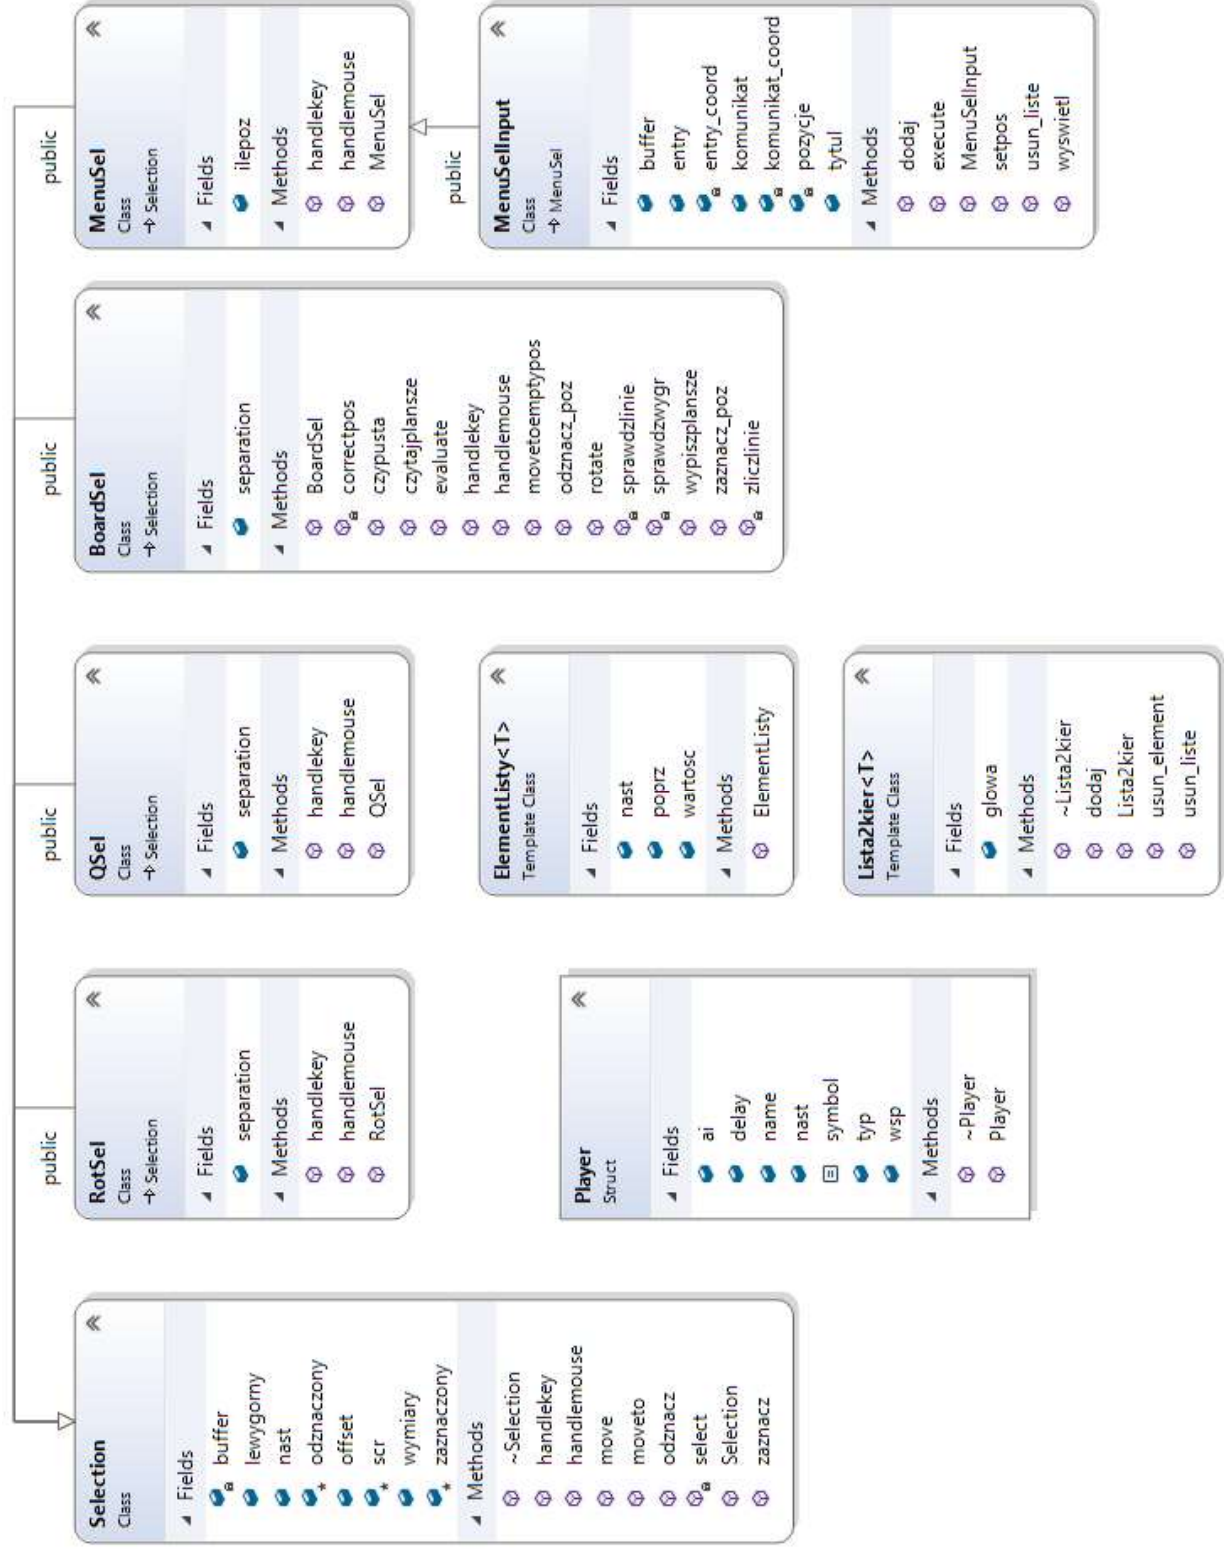 Selection
Class
Fields
buffer
lewygorny
nast
odznaczony
offset
scr
wymiary
zaznaczony
Methods
~Selection
handlekey
handlemouse
move
moveto
odznacz
select
Selection
zaznacz
public
RotSel
Class
Selection
Fields
separation
Methods
handlekey
handlemouse
RotSel
public
QSel
Class
Selection
Fields
separation
Methods
handlekey
handlemouse
QSel
public
BoardSel
Class
Selection
Fields
separation
Methods
BoardSel
correctpos
czypusta
czytajplansze
evaluate
handlekey
handlemouse
movetoemptypos
odznacz_poz
rotate
sprawdzlinie
sprawdzwygr
wypiszplansze
zaznacz_poz
zliczlinie
public
MenuSel
Class
Selection
Fields
ilepoz
Methods
handlekey
handlemouse
MenuSel
Player
Struct
Fields
ai
delay
name
nast
symbol
typ
wsp
Methods
~Player
Player
ElementListy<T>
Template Class
Fields
nast
poprz
wartosc
Methods
ElementListy
Lista2kier<T>
Template Class
Fields
glowa
Methods
~Lista2kier
dodaj
Lista2kier
usun_element
usun_liste
public
MenuSelInput
Class
MenuSel
Fields
buffer
entry
entry_coord
komunikat
komunikat_coord
pozycje
tytul
Methods
dodaj
execute
MenuSelInput
setpos
usun_liste
wyswietl